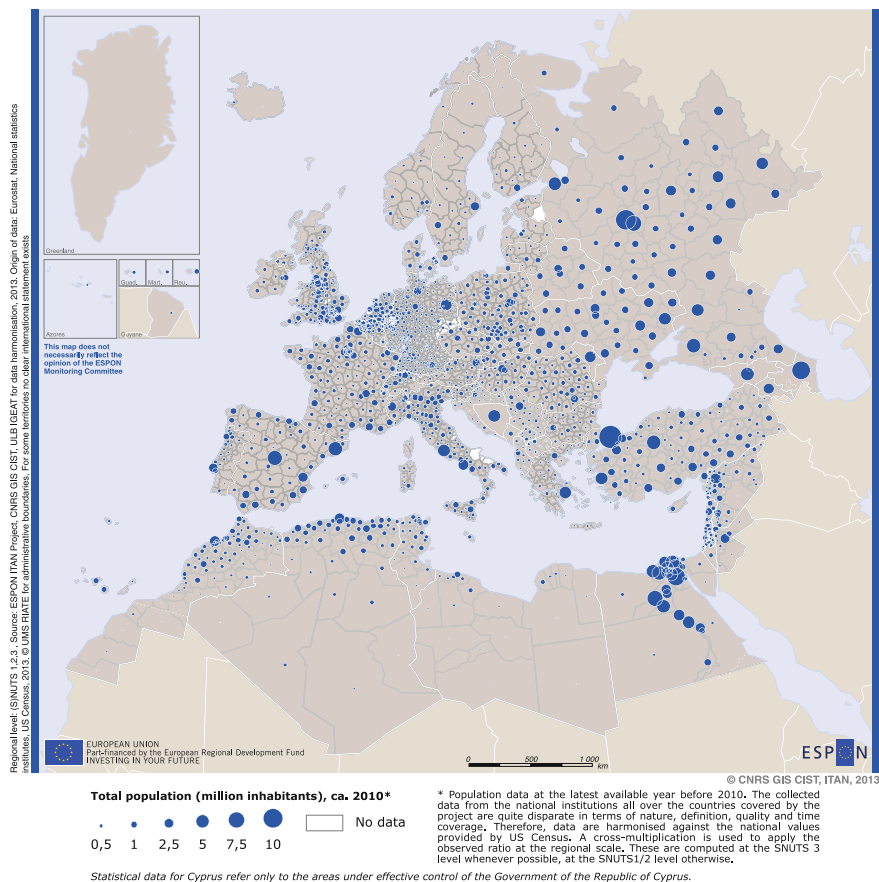 Regional level: (S)NUTS 1,2,3 . Source: ESPON ITAN Project, CNRS GIS CIST, ULB IGEAT for data harmonisation, 2013. Origin of data: Eurostat, National statistics
institutes, US Census, 2013. © UMS RIATE for administrative boundaries. For some territories no clear international statement exists
Greenland
Guad.
Mart.
Reu.
Azores
Guyane
This map does not
necessarily reflect the
opinion of the ESPON
Monitoring Committee
EUROPEAN UNION
Part-financed by the European Regional Development Fund
INVESTING IN YOUR FUTURE
0 500 1 000
km
ESPON
© CNRS GIS CIST, ITAN, 2013
Total population (million inhabitants), ca. 2010*
0,5 1 2,5 5 7,5 10
No data
* Population data at the latest available year before 2010. The collected
data from the national institutions all over the countries covered by the
project are quite disparate in terms of nature, definition, quality and time
coverage. Therefore, data are harmonised against the national values
provided by US Census. A cross-multiplication is used to apply the
observed ratio at the regional scale. These are computed at the SNUTS 3
level whenever possible, at the SNUTS1/2 level otherwise.
Statistical data for Cyprus refer only to the areas under effective control of the Government of the Republic of Cyprus.